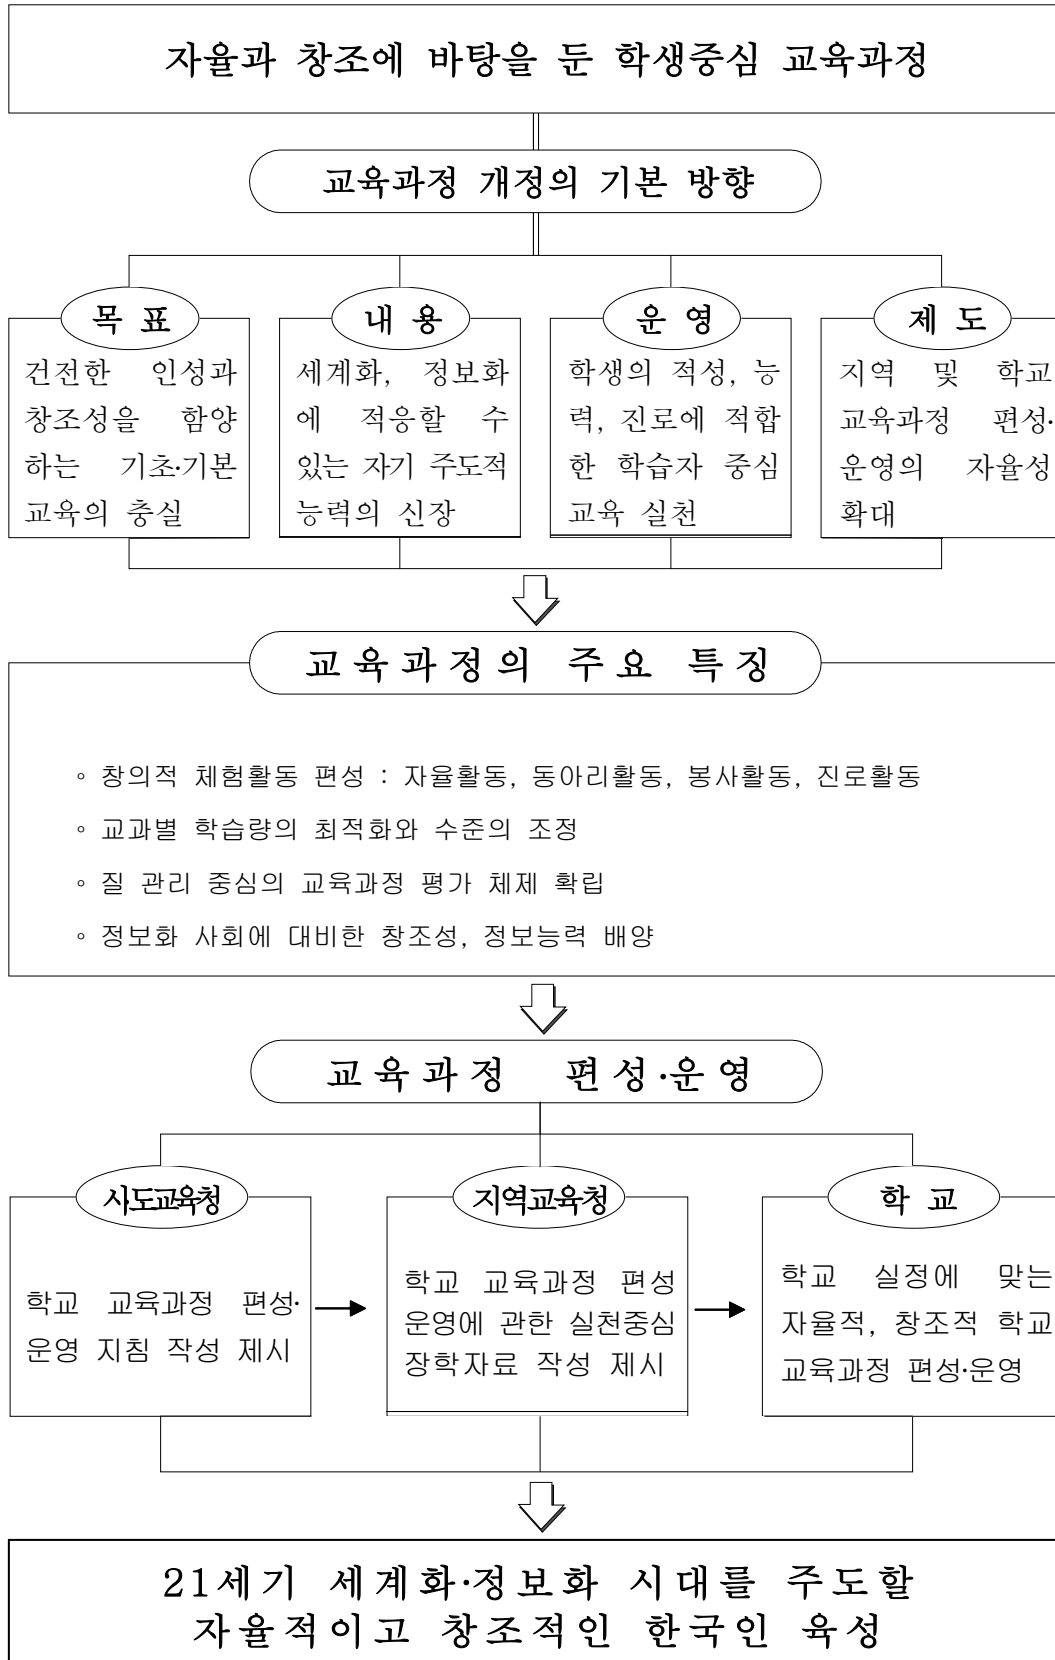 자율과 창조에 바탕을 둔 학생중심 교육과정
교육과정 개정의 기본 방향
목 표
건전한 인성과
창조성을 함양
하는 기초·기본
교육의 충실
내 용
세계화, 정보화
에 적응할 수
있는 자기 주도적
능력의 신장
운 영
학생의 적성, 능
력, 진로에 적합
한 학습자 중심
교육 실천
제 도
지역 및 학교
교육과정 편성·
운영의 자율성
확대
교육과정의 주요 특징
◦ 창의적 체험활동 편성 : 자율활동, 동아리활동, 봉사활동, 진로활동
◦ 교과별 학습량의 최적화와 수준의 조정
◦ 질 관리 중심의 교육과정 평가 체제 확립
◦ 정보화 사회에 대비한 창조성, 정보능력 배양
교육과정 편성·운영
시도교육청
학교 교육과정 편성·
운영 지침 작성 제시
지역교육청
학교 교육과정 편성
운영에 관한 실천중심
장학자료 작성 제시
학 교
학교 실정에 맞는
자율적, 창조적 학교
교육과정 편성·운영
21세기 세계화·정보화 시대를 주도할
자율적이고 창조적인 한국인 육성